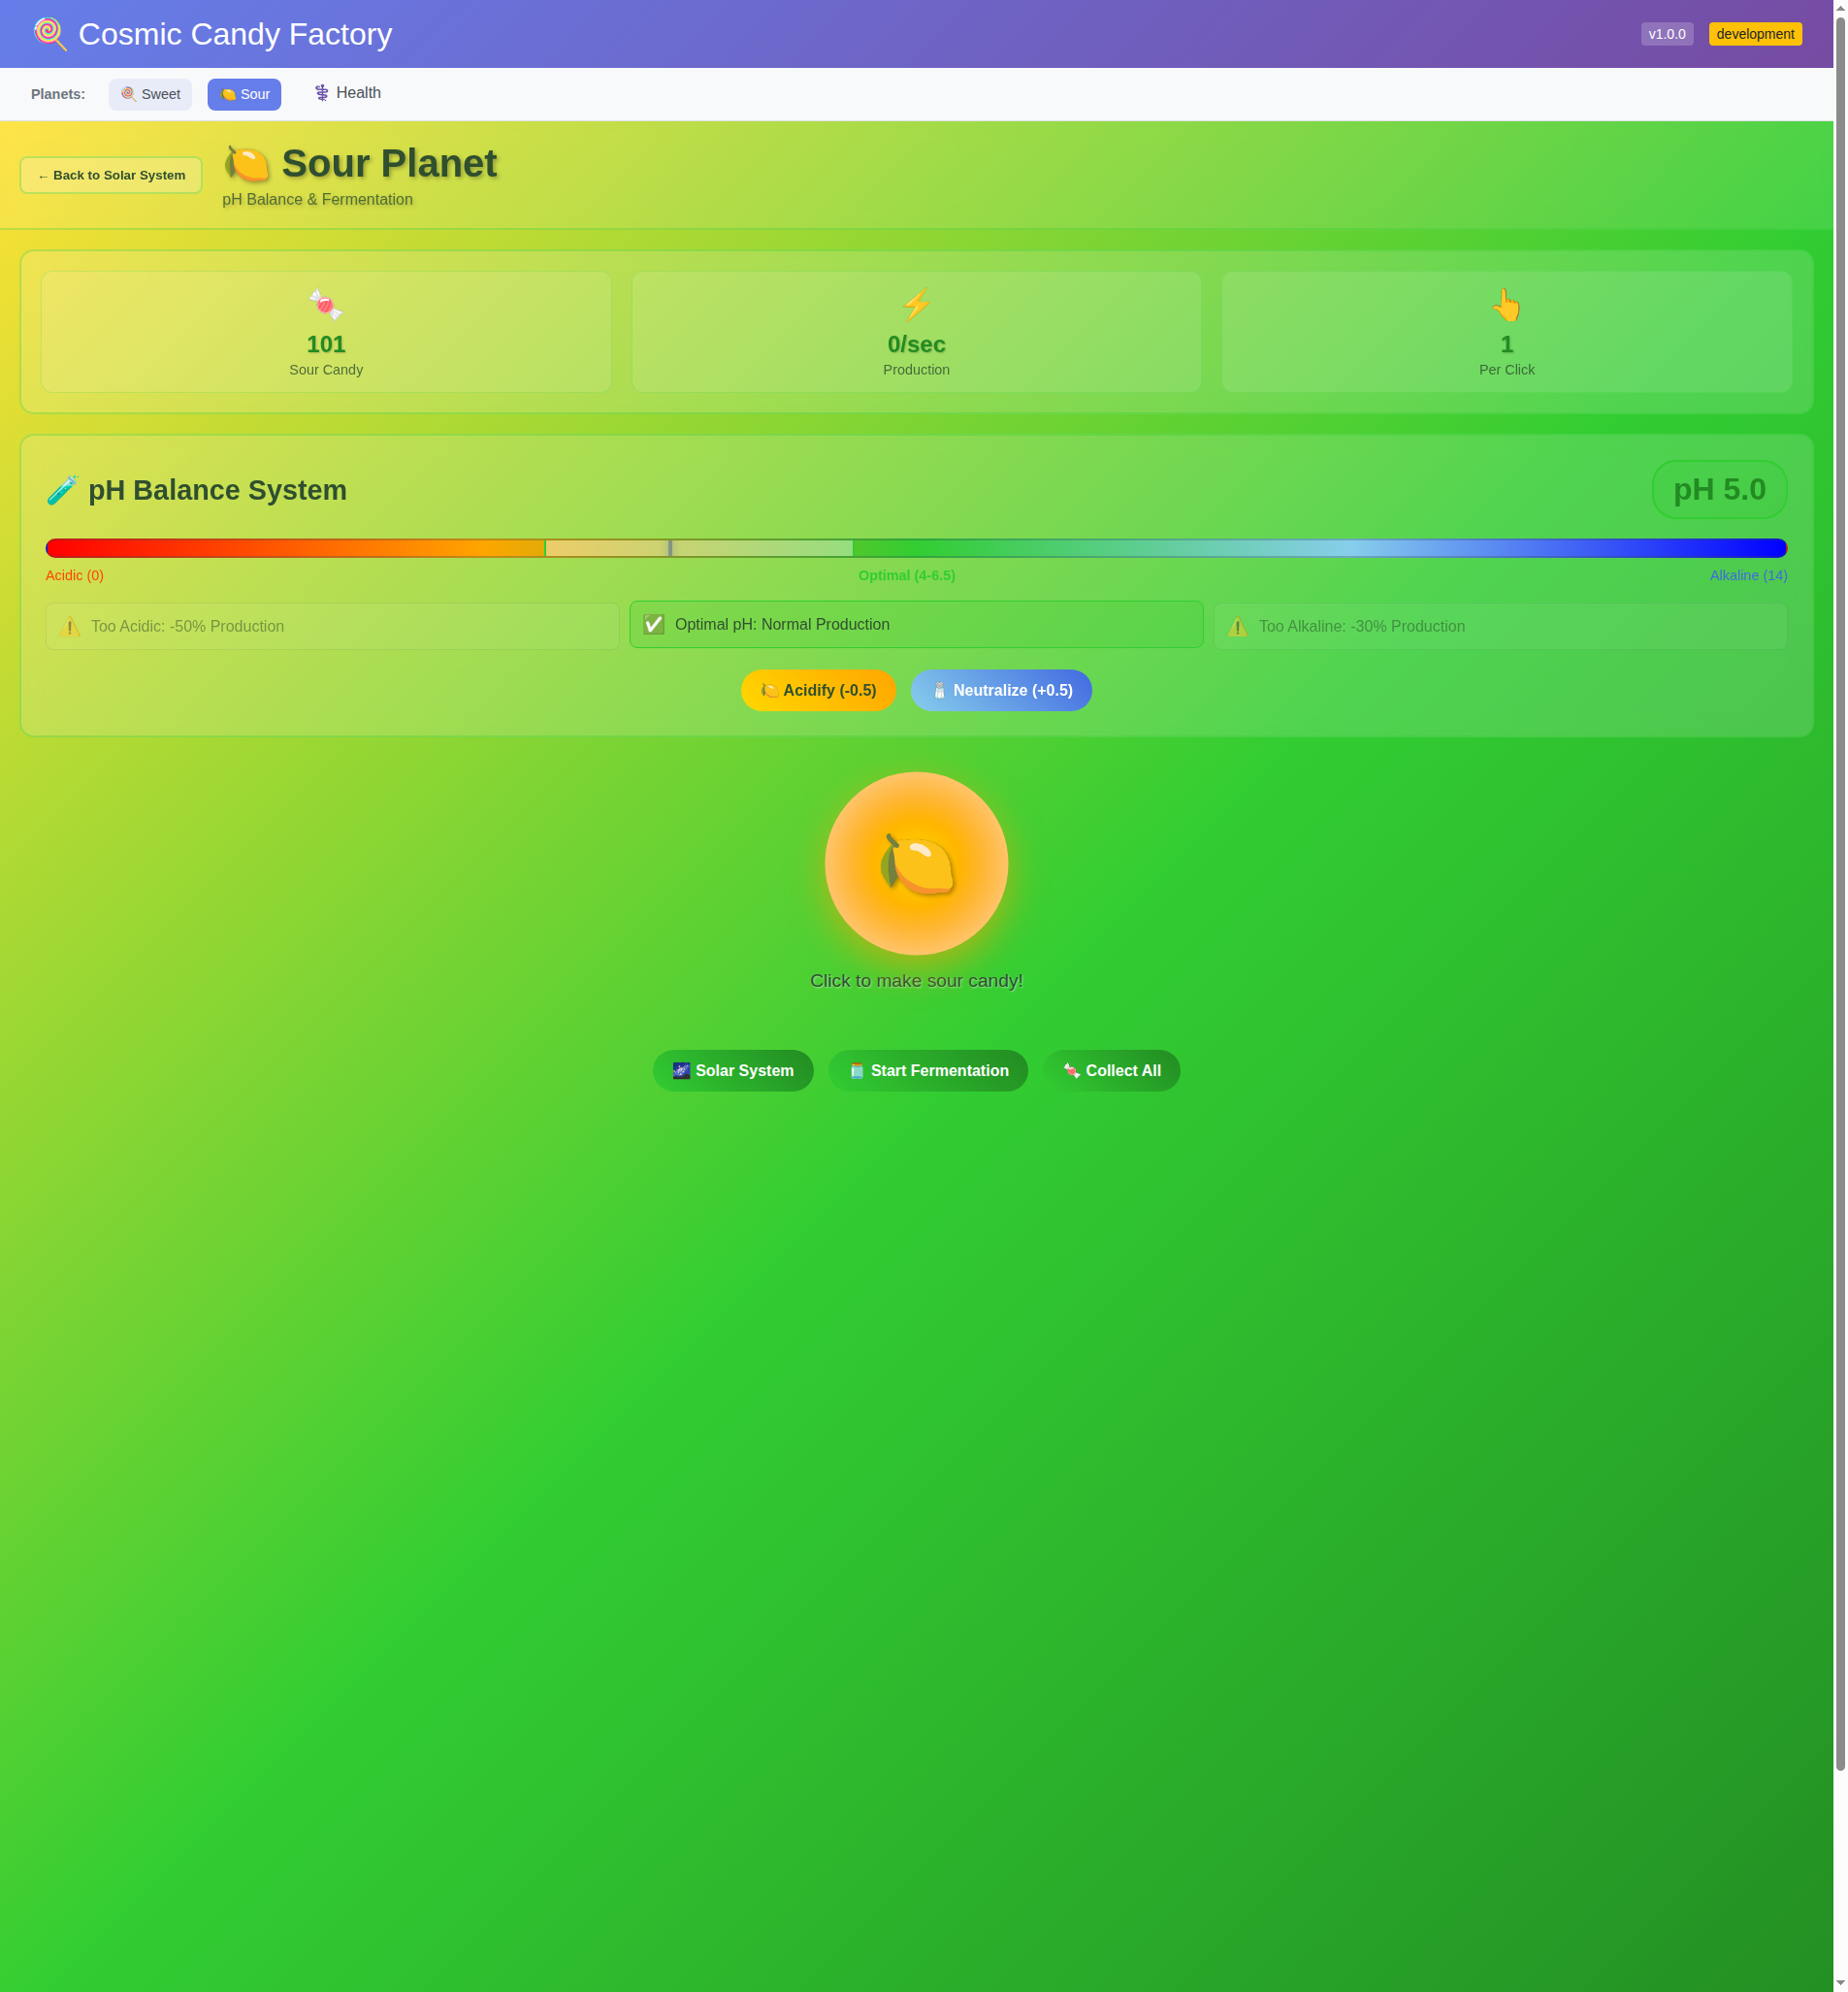 Cosmic Candy Factory
v1.0.0
development
Planets:
Sweet
Sour
Health
← Back to Solar System
Sour Planet
pH Balance & Fermentation
101
Sour Candy
0/sec
Production
1
Per Click
pH Balance System
pH 5.0
Acidic (0)
Optimal (4-6.5)
Alkaline (14)
Too Acidic: -50% Production
Optimal pH: Normal Production
Too Alkaline: -30% Production
Acidify (-0.5)
Neutralize (+0.5)
Click to make sour candy!
Solar System
Start Fermentation
Collect All